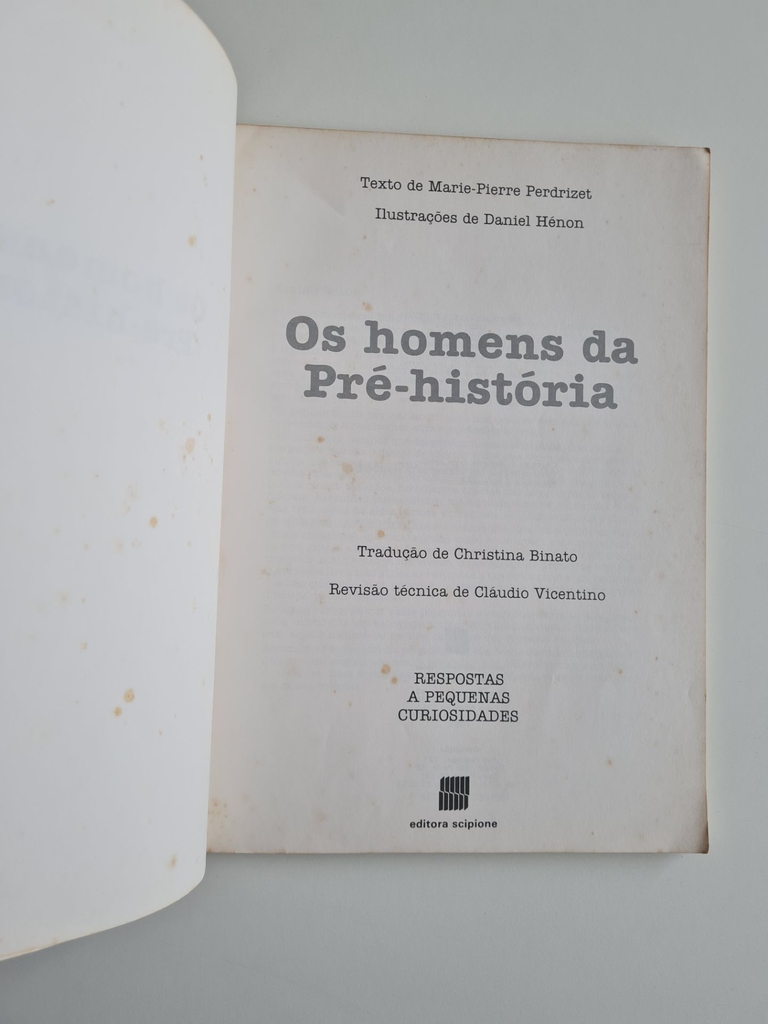 Texto de Marie-Pierre Perdrizet
Ilustrações de Daniel Hénon
Os homens da
Pré-história
Tradução de Christina Binato
Revisão técnica de Cláudio Vicentino
RESPOSTAS
A PEQUENAS
CURIOSIDADES
editora scipione